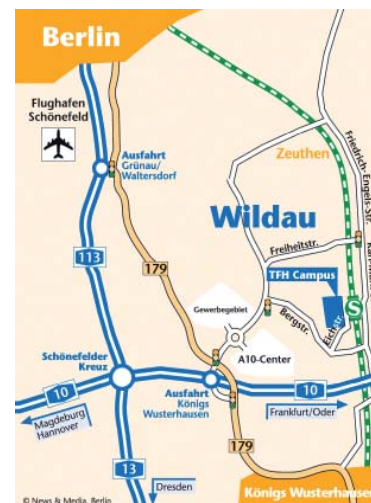 Berlin
Flughafen
Schönefeld
Ausfahrt
Grünau/
Waltersdorf
Zeuthen
Friedrich-Engels-Str.
Wildau
113
179
Freiheitstr.
TFH Campus
Gewerbegebiet
Bergstr.
Eichstr.
S
A10-Center
Schönefelder
Kreuz
10
Ausfahrt
Königs
Wusterhausen
10
Magdeburg
Hannover
Frankfurt/Oder
13
179
Dresden
Königs Wusterhausen
© News & Media, Berlin